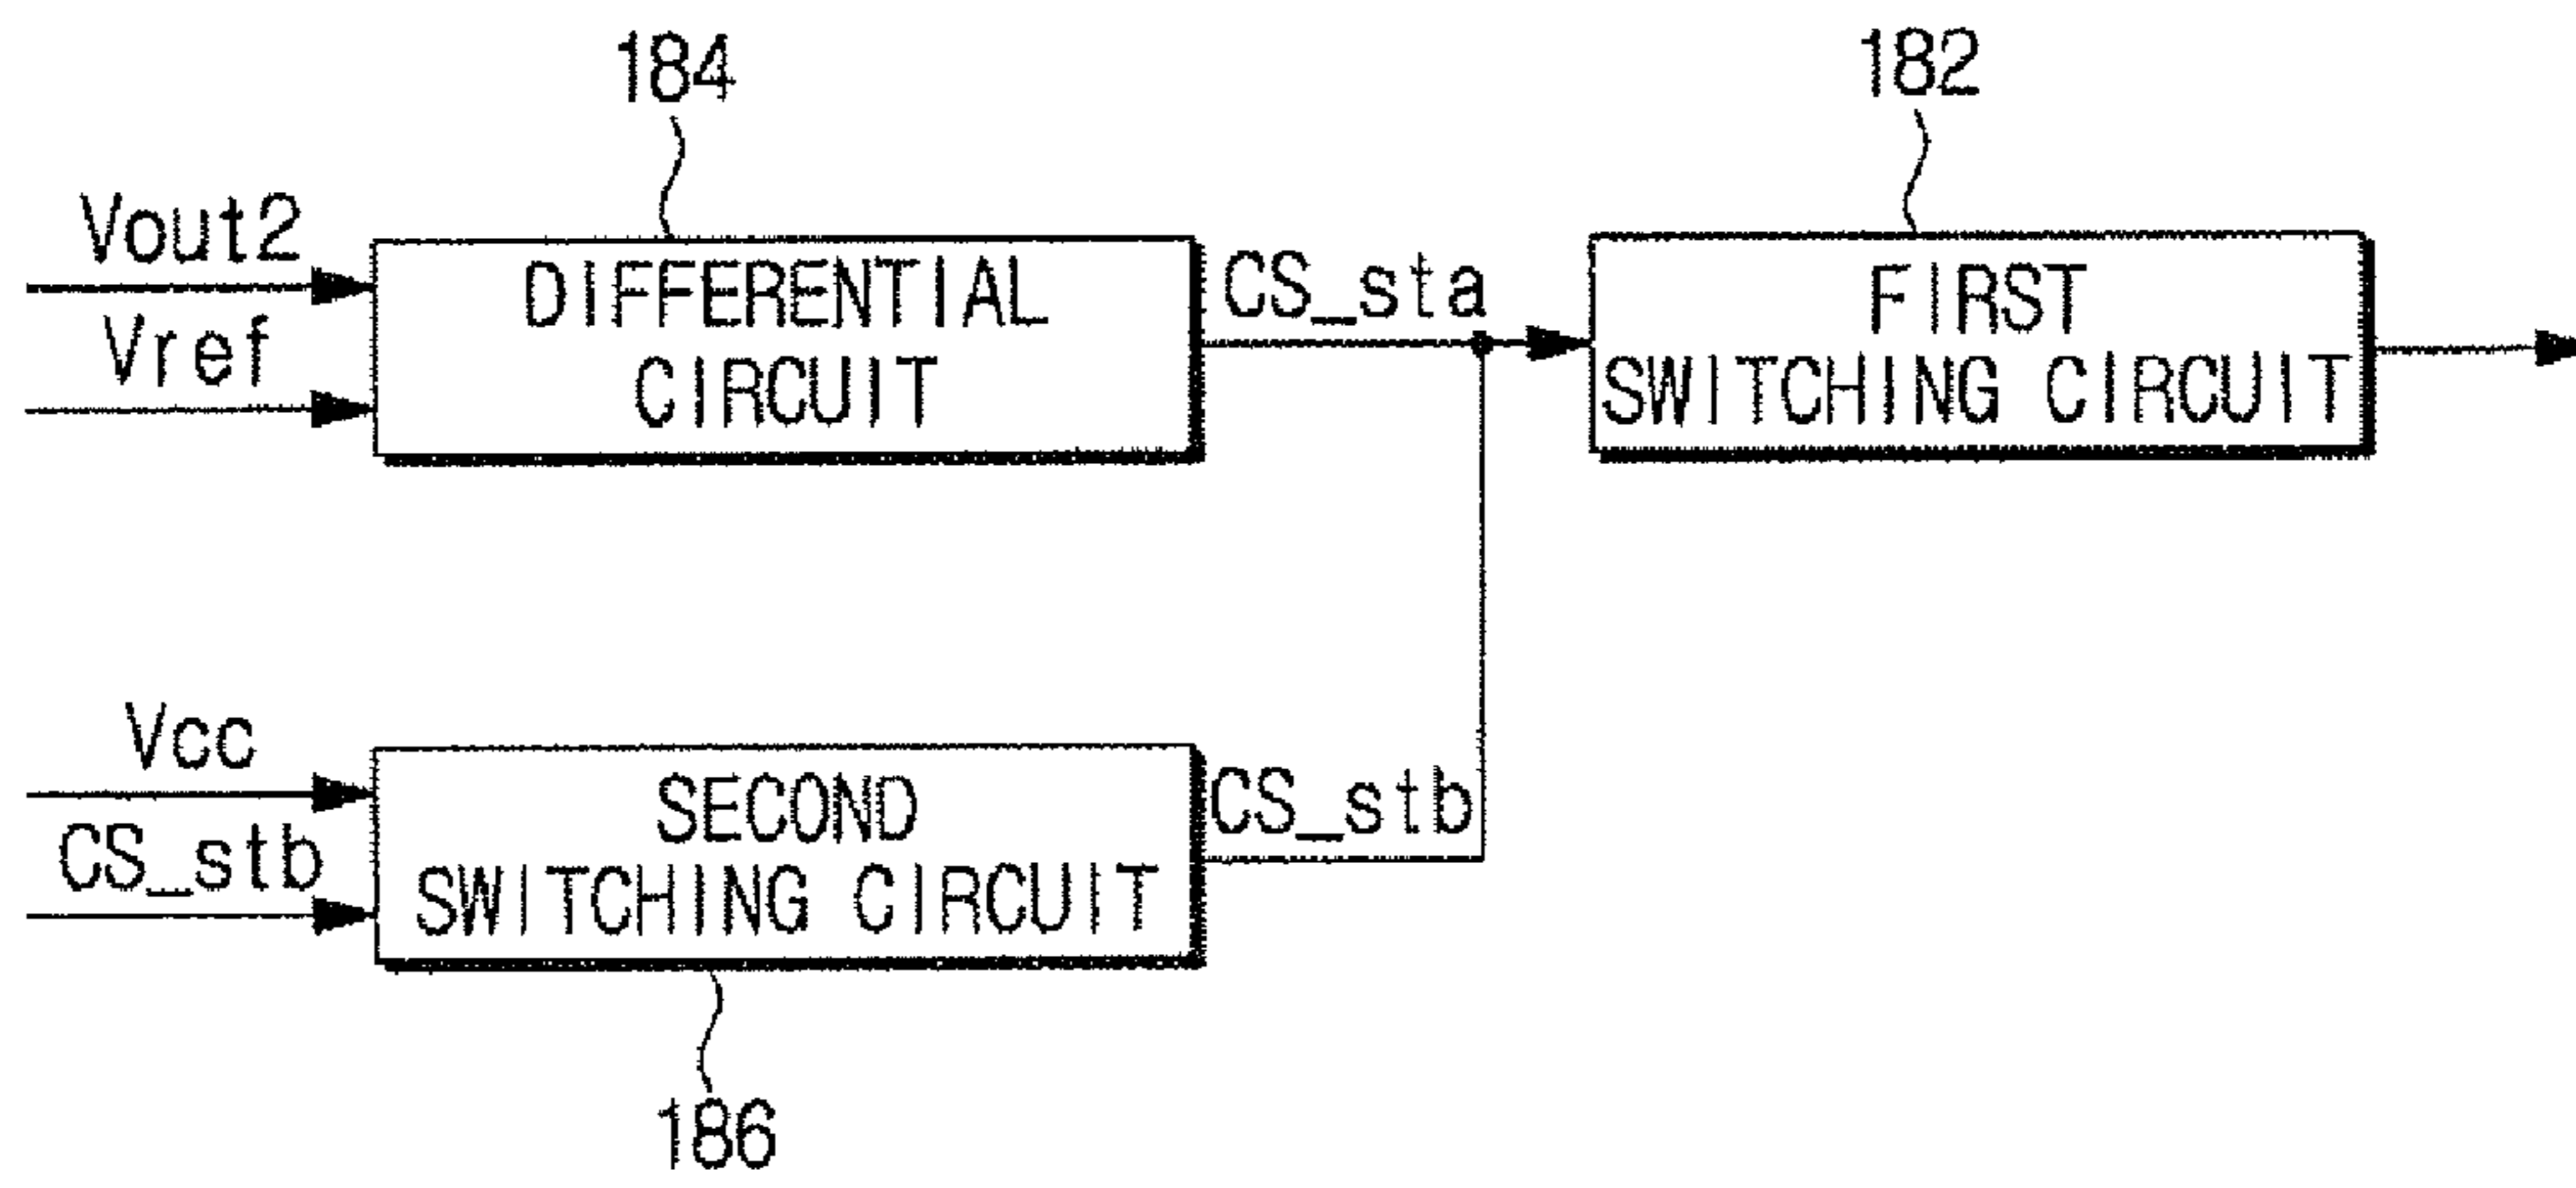 184
182
Vout2
Vref
DIFFERENTIAL
CIRCUIT
CS_sta
FIRST
SWITCHING CIRCUIT
Vcc
CS_stb
SECOND
SWITCHING CIRCUIT
CS_stb
186